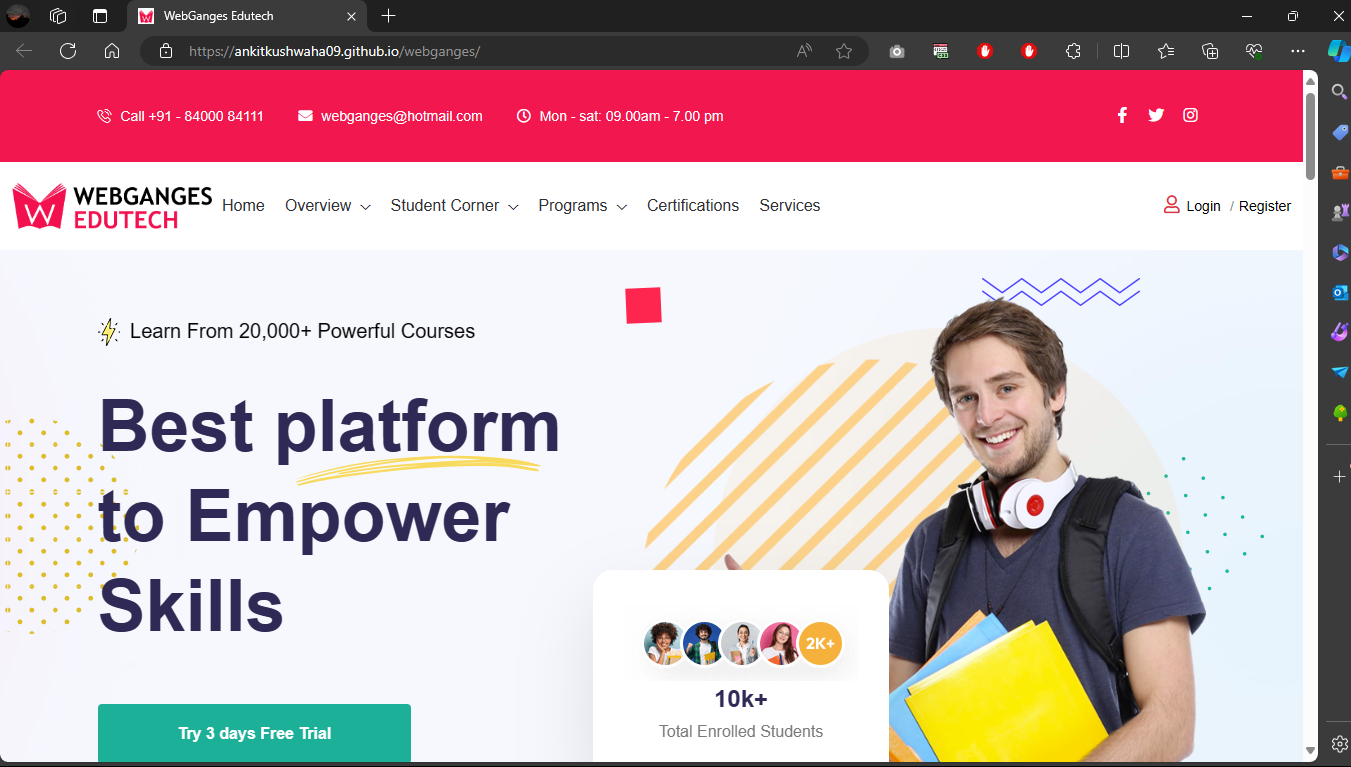 WebGanges Edutech
https://ankitkushwaha09.github.io/webganges/
Call +91 - 84000 84111
webganges@hotmail.com
Mon - sat: 09.00am - 7.00 pm
WEBGANGES
EDUTECH
Home
Overview
Student Corner
Programs
Certifications
Services
Login / Register
Learn From 20,000+ Powerful Courses
Best platform
to Empower
Skills
2K+
10k+
Total Enrolled Students
Try 3 days Free Trial